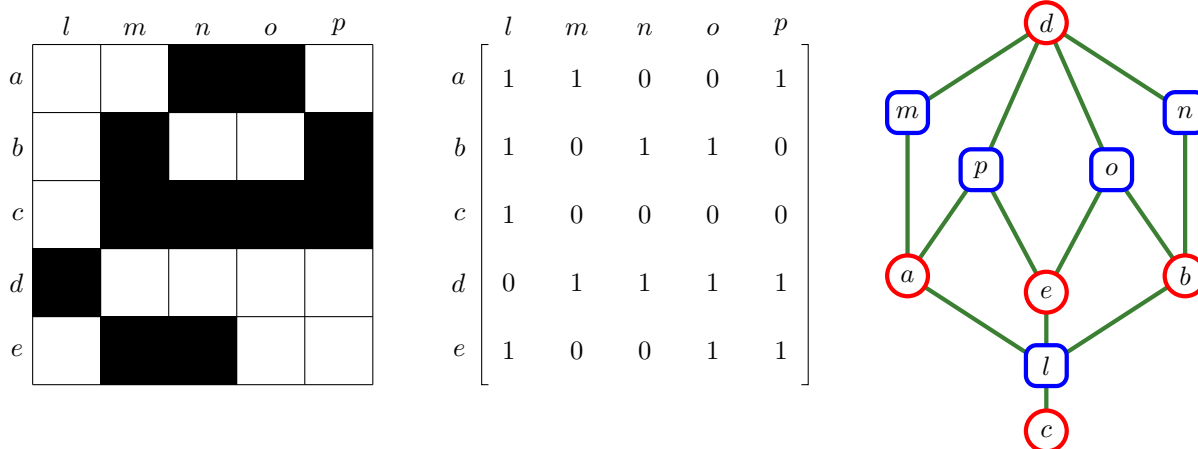 l m n o p
a
b
c
d
e
l m n o p
a 1 1 0 0 1
b 1 0 1 1 0
c 1 0 0 0 0
d 0 1 1 1 1
e 1 0 0 1 1
d
m n
p o
a e b
l
c